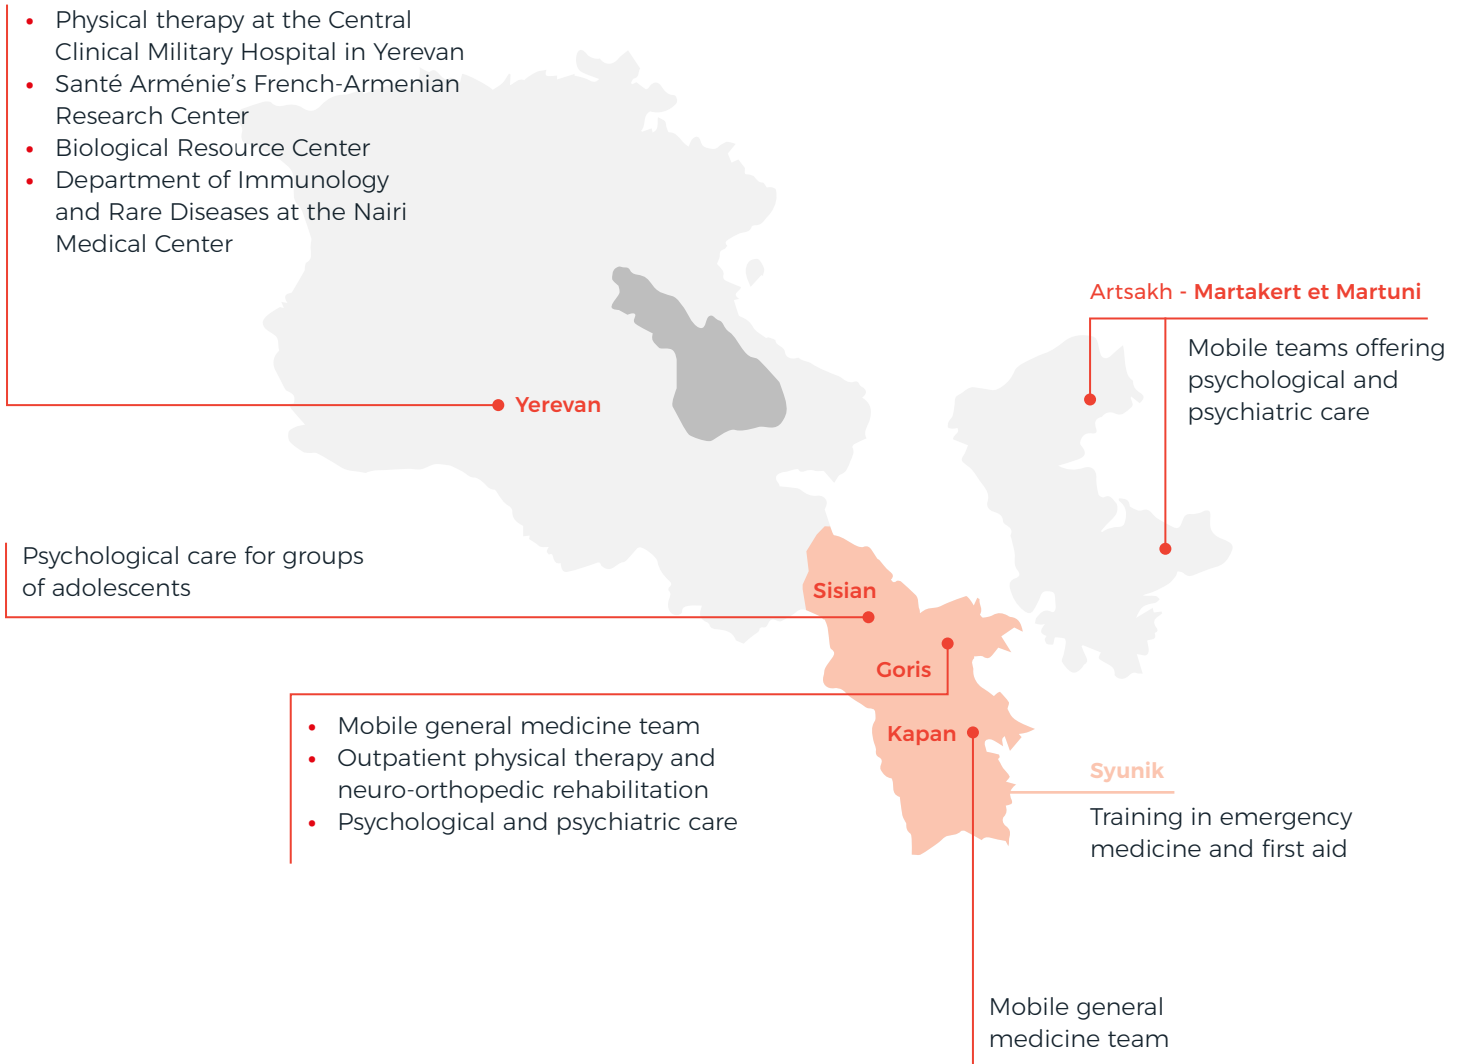 • Physical therapy at the Central
Clinical Military Hospital in Yerevan
• Santé Arménie’s French-Armenian
Research Center
• Biological Resource Center
• Department of Immunology
and Rare Diseases at the Nairi
Medical Center
Yerevan
Artsakh - Martakert et Martuni
Mobile teams offering
psychological and
psychiatric care
Psychological care for groups
of adolescents
Sisian
Goris
• Mobile general medicine team
• Outpatient physical therapy and
neuro-orthopedic rehabilitation
• Psychological and psychiatric care
Kapan
Syunik
Training in emergency
medicine and first aid
Mobile general
medicine team